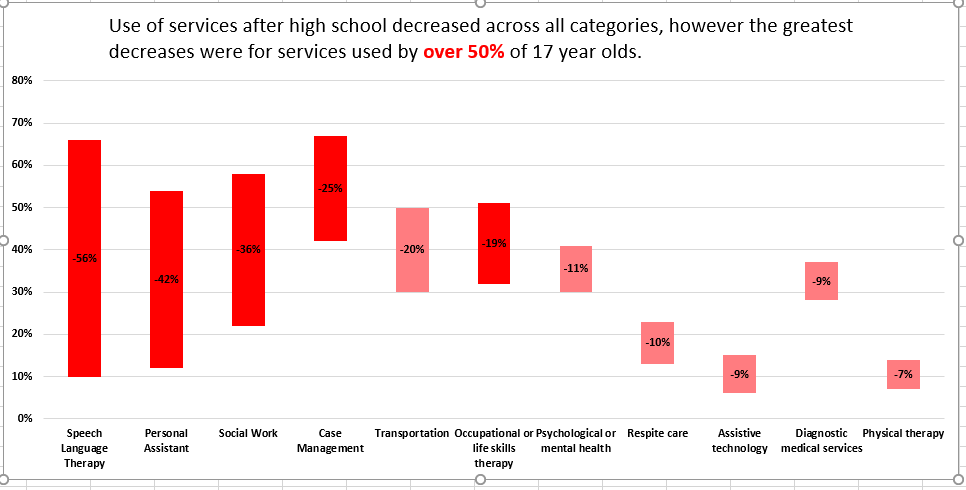 Use of services after high school decreased across all categories, however the greatest
decreases were for services used by over 50% of 17 year olds.
80%
70%
60%
50%
40%
30%
20%
10%
0%
-56%
-42%
-36%
-25%
-20%
-19%
-11%
-10%
-9%
-9%
-7%
Speech
Language
Therapy
Personal
Assistant
Social Work
Case
Management
Transportation
Occupational or
life skills
therapy
Psychological or
mental health
Respite care
Assistive
technology
Diagnostic
medical services
Physical therapy